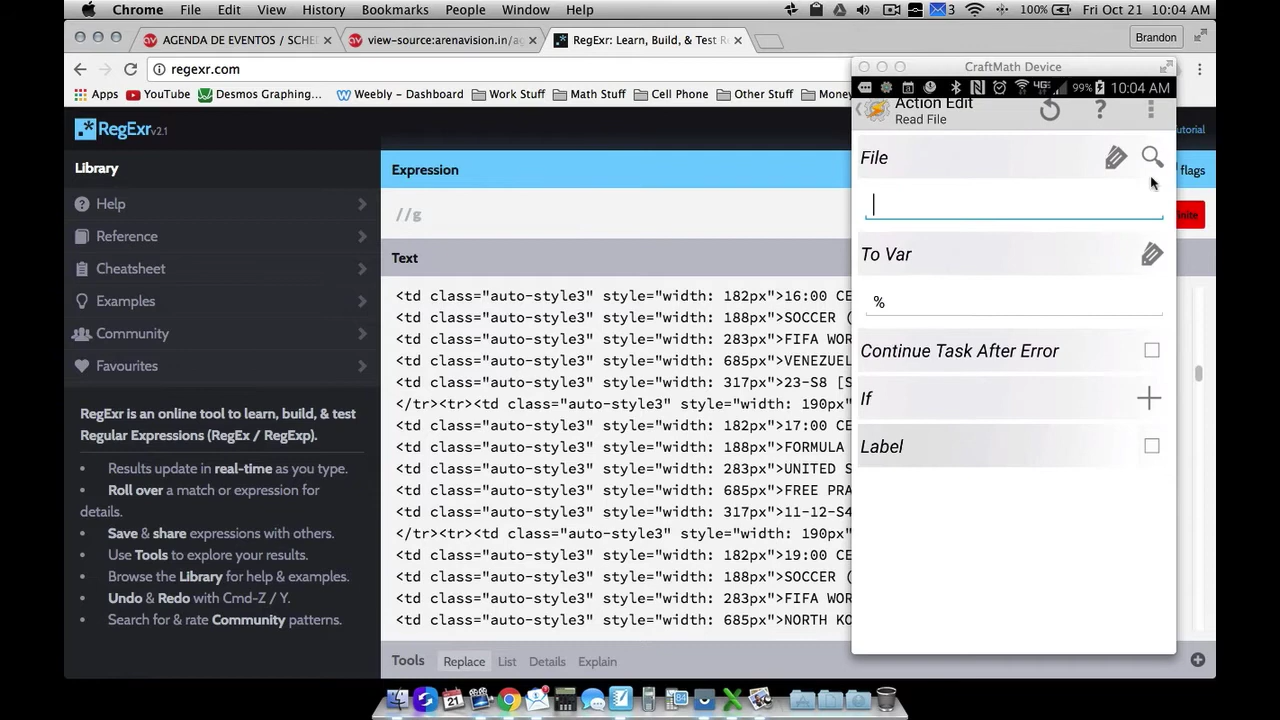 Chrome File Edit View History Bookmarks People Window Help 3 100% Fri Oct 21 10:04 AM
AGENDA DE EVENTOS / SCHE
view-source:arenavision.in/ag
RegExr: Learn, Build, & Test R
Brandon
regexr.com
Apps YouTube Desmos Graphing... Weebly - Dashboard Work Stuff Math Stuff Cell Phone Other Stuff Money
CraftMath Device
4G 99% 10:04 AM
RegExr v2.1
Library
Help
Reference
Cheatsheet
Examples
Community
Favourites
RegExr is an online tool to learn, build, & test
Regular Expressions (RegEx / RegExp).
Results update in real-time as you type.
Roll over a match or expression for
details.
Save & share expressions with others.
Use Tools to explore your results.
Browse the Library for help & examples.
Undo & Redo with Cmd-Z / Y.
Search for & rate Community patterns.
Expression
flags
//g
Text
<td class="auto-style3" style="width: 182px">16:00 CE
<td class="auto-style3" style="width: 188px">SOCCER (
<td class="auto-style3" style="width: 283px">FIFA WOR
<td class="auto-style3" style="width: 685px">VENEZUEL
<td class="auto-style3" style="width: 317px">23-S8 [S
</tr><tr><td class="auto-style3" style="width: 190px"
<td class="auto-style3" style="width: 182px">17:00 CE
<td class="auto-style3" style="width: 188px">FORMULA
<td class="auto-style3" style="width: 283px">UNITED S
<td class="auto-style3" style="width: 685px">FREE PRA
<td class="auto-style3" style="width: 317px">11-12-S4
</tr><tr><td class="auto-style3" style="width: 190px"
<td class="auto-style3" style="width: 182px">19:00 CE
<td class="auto-style3" style="width: 188px">SOCCER (
<td class="auto-style3" style="width: 283px">FIFA WOR
<td class="auto-style3" style="width: 685px">NORTH KO
Tools Replace List Details Explain
Action Edit
Read File
File
To Var
%
Continue Task After Error
If
Label
utorial
nite
21